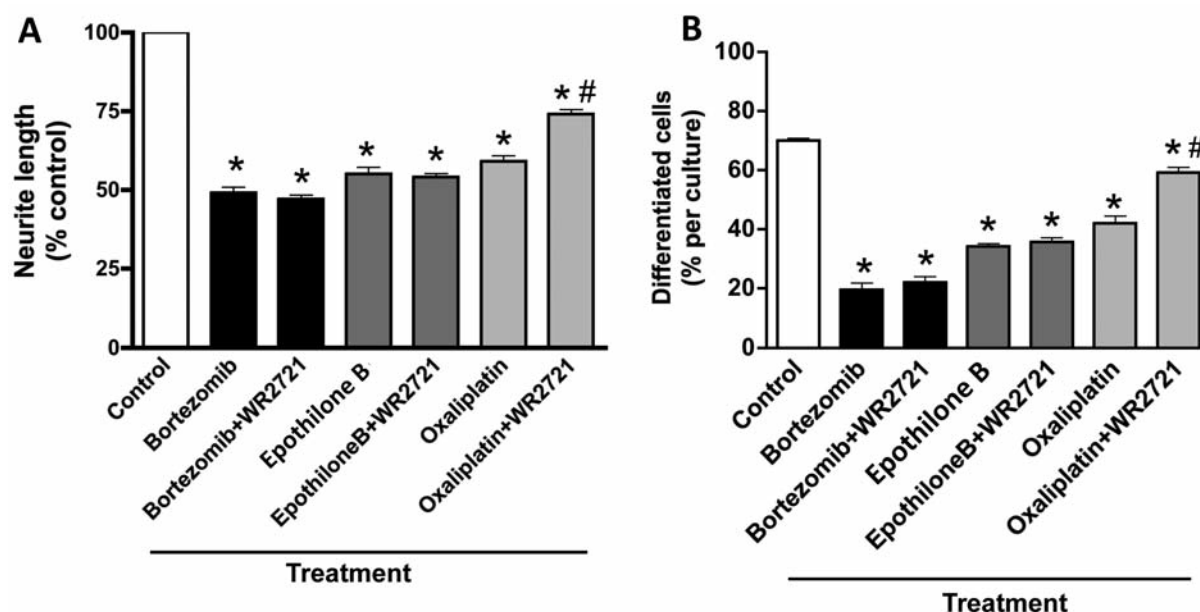 A
Neurite length
(% control)
100
75
50
25
0
*
*
*
*
*
* #
Control
Bortezomib
Bortezomib+WR2721
Epothilone B
EpothiloneB+WR2721
Oxaliplatin
Oxaliplatin+WR2721
Treatment
B
Differentiated cells
(% per culture)
100
80
60
40
20
0
*
*
*
*
*
* #
Control
Bortezomib
Bortezomib+WR2721
Epothilone B
EpothiloneB+WR2721
Oxaliplatin
Oxaliplatin+WR2721
Treatment